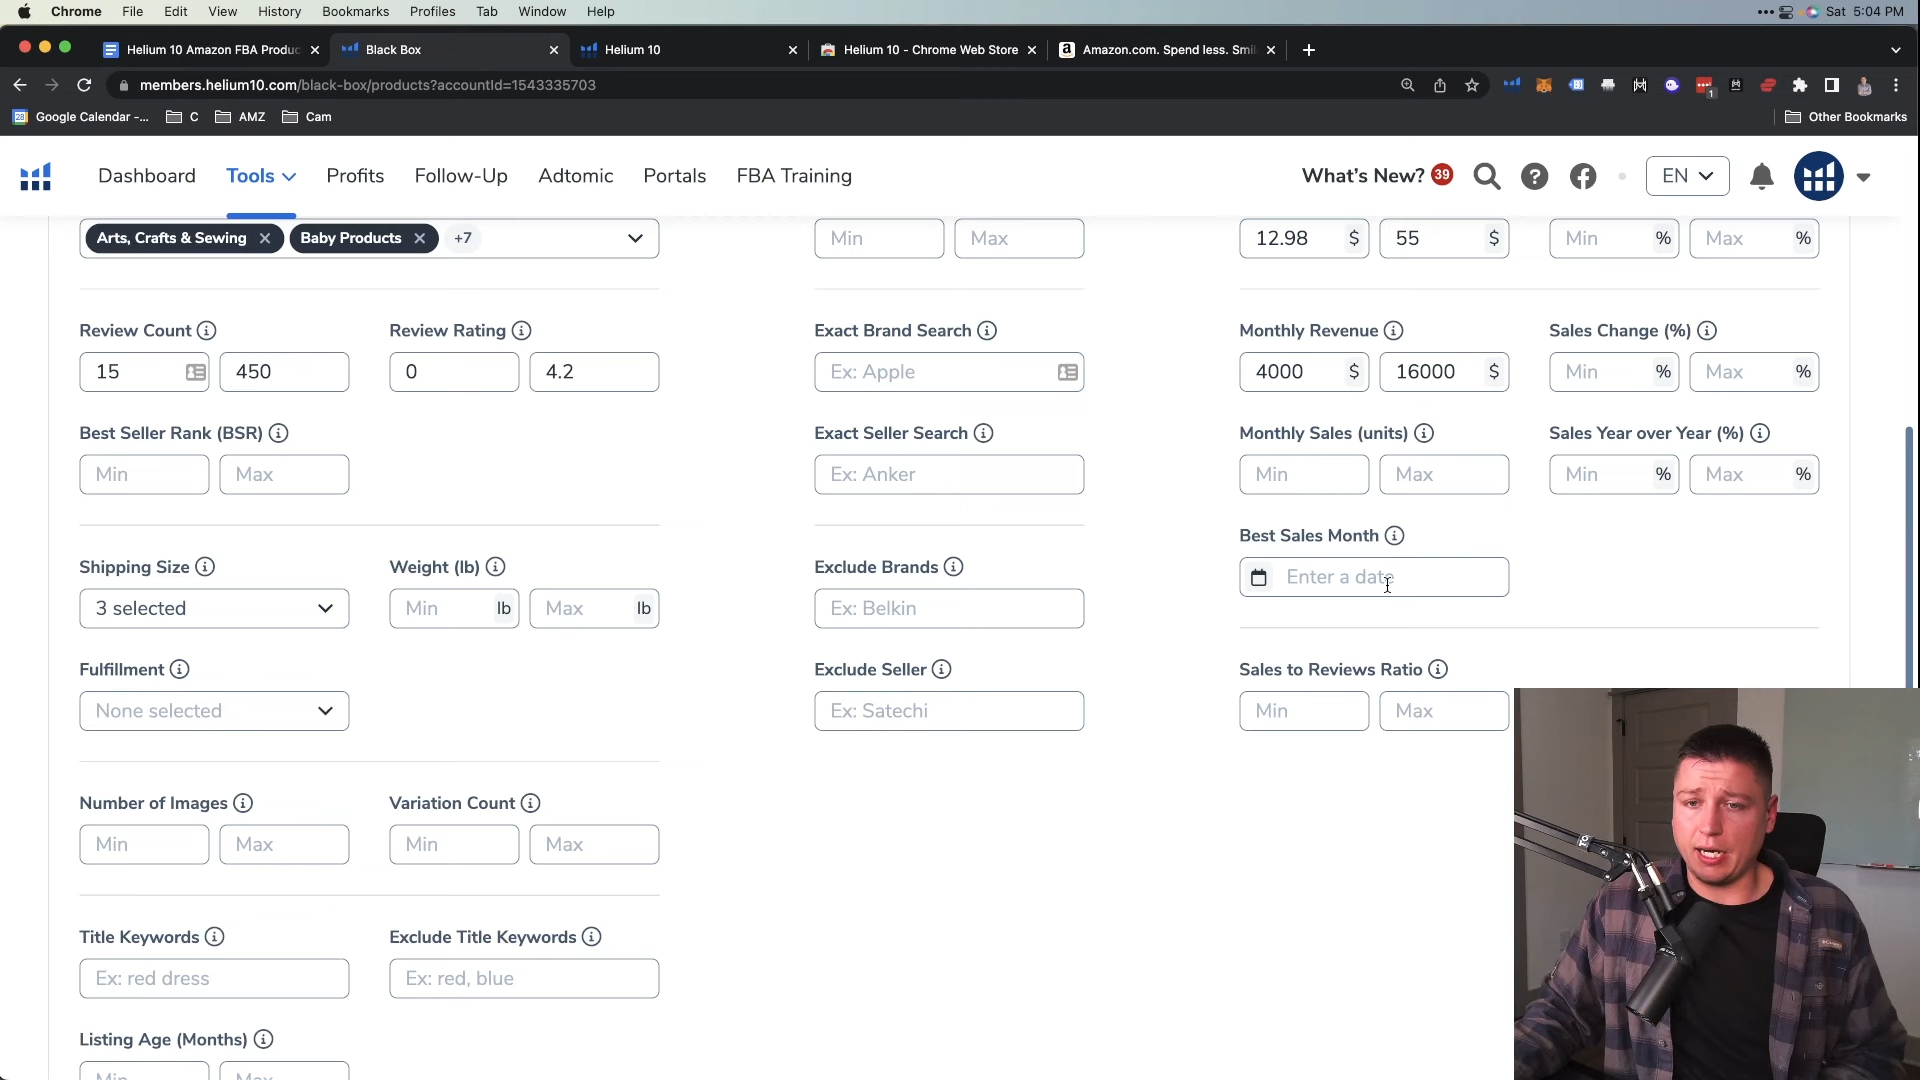 Chrome File Edit View History Bookmarks Profiles Tab Window Help Sat 5:04 PM
Helium 10 Amazon FBA Produc Black Box Helium 10 Helium 10 - Chrome Web Store Amazon.com. Spend less. Smil
members.helium10.com/black-box/products?accountId=1543335703
Google Calendar -... C AMZ Cam Other Bookmarks
Dashboard Tools Profits Follow-Up Adtomic Portals FBA Training What's New? 39 EN
Arts, Crafts & Sewing Baby Products +7 Min Max 12.98 $ 55 $ Min % Max %
Review Count Review Rating Exact Brand Search Monthly Revenue Sales Change (%)
15 450 0 4.2 Ex: Apple 4000 $ 16000 $ Min % Max %
Best Seller Rank (BSR) Exact Seller Search Monthly Sales (units) Sales Year over Year (%)
Min Max Ex: Anker Min Max Min % Max %
Best Sales Month
Enter a date
Shipping Size Weight (lb) Exclude Brands
3 selected Min lb Max lb Ex: Belkin
Fulfillment Exclude Seller Sales to Reviews Ratio
None selected Ex: Satechi Min Max
Number of Images Variation Count
Min Max Min Max
Title Keywords Exclude Title Keywords
Ex: red dress Ex: red, blue
Listing Age (Months)
Min Max